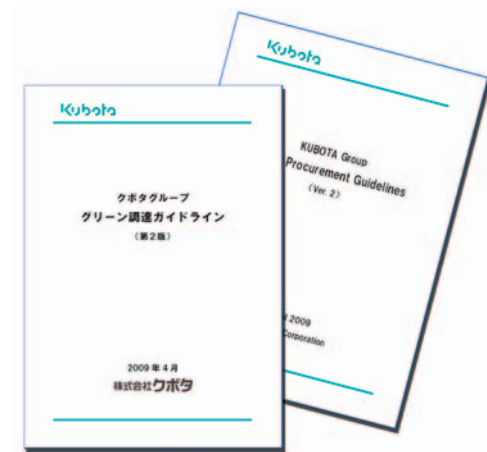 Kubota
クボタグループ
グリーン調達ガイドライン
(第2版)
2009年4月
株式会社クボタ
Kubota
KUBOTA Group
Procurement Guidelines
(Ver. 2)
2009
Corporation